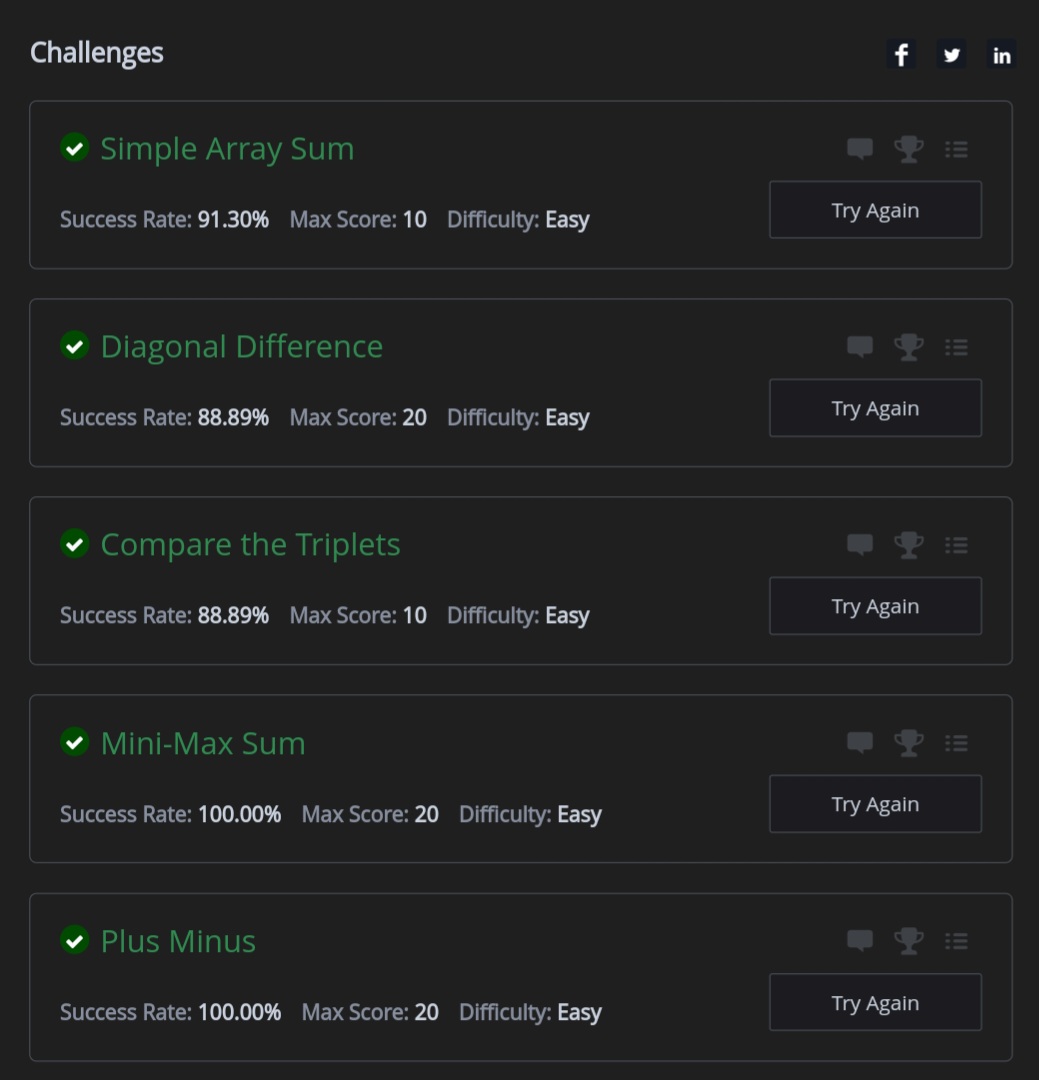 Challenges
Simple Array Sum
Success Rate: 91.30% Max Score: 10 Difficulty: Easy
Try Again
Diagonal Difference
Success Rate: 88.89% Max Score: 20 Difficulty: Easy
Try Again
Compare the Triplets
Success Rate: 88.89% Max Score: 10 Difficulty: Easy
Try Again
Mini-Max Sum
Success Rate: 100.00% Max Score: 20 Difficulty: Easy
Try Again
Plus Minus
Success Rate: 100.00% Max Score: 20 Difficulty: Easy
Try Again